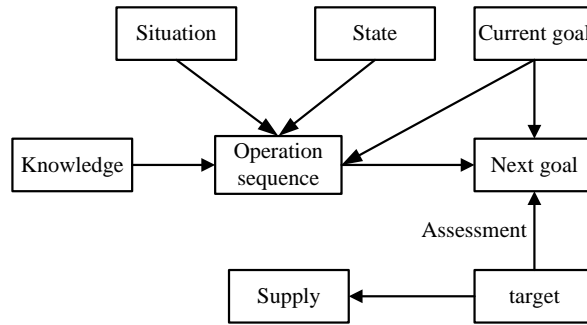 Situation
State
Current goal
Knowledge
Operation
sequence
Next goal
Assessment
Supply
target